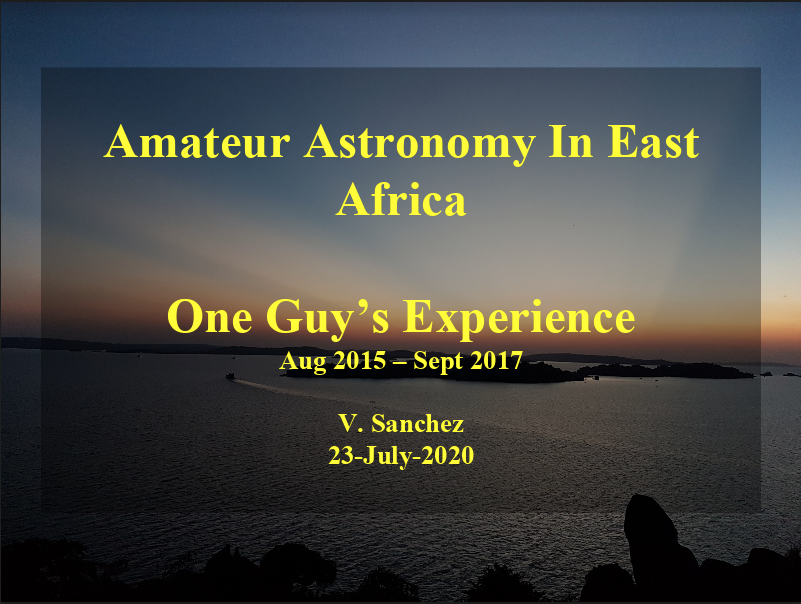 Amateur Astronomy In East
Africa
One Guy’s Experience
Aug 2015 – Sept 2017
V. Sanchez
23-July-2020